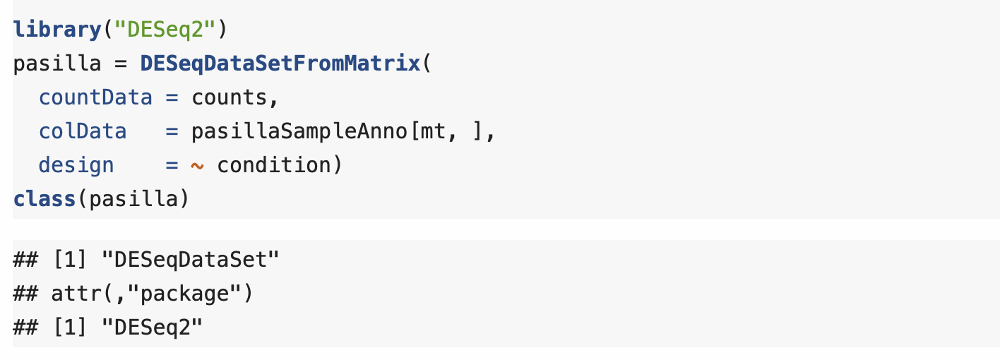 library("DESeq2")
pasilla = DESeqDataSetFromMatrix(
  countData = counts,
  colData   = pasillaSampleAnno[mt, ],
  design    = ~ condition)
class(pasilla)
## [1] "DESeqDataSet"
## attr(,"package")
## [1] "DESeq2"